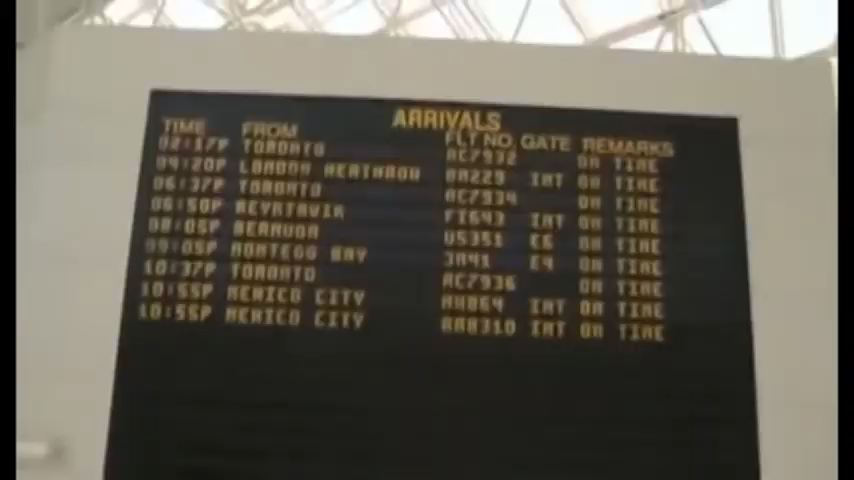 ARRIVALS
TIME FROM FLT NO GATE REMARKS
02:17P TORONTO AC7932 ON TIME
04:20P LONDON HEATHROW BA229 INT ON TIME
06:37P TORONTO AC7934 ON TIME
06:50P REYKJAVIK FI643 INT ON TIME
08:05P BERMUDA US351 E6 ON TIME
09:05P MONTEGO BAY JM41 E4 ON TIME
10:37P TORONTO AC7936 ON TIME
10:55P MEXICO CITY INT ON TIME
10:55P MEXICO CITY INT ON TIME